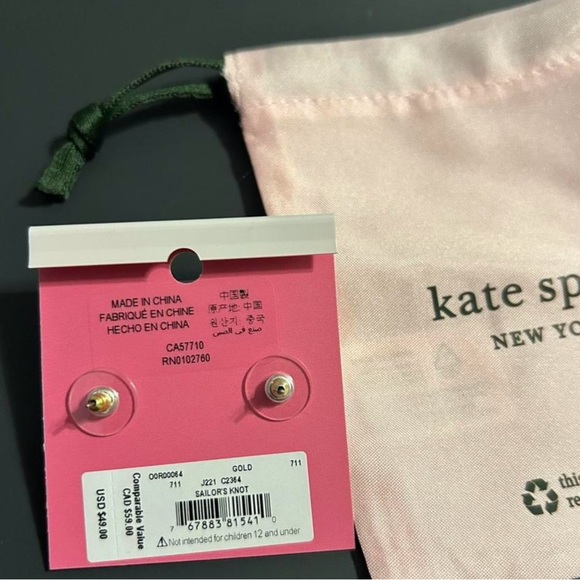 MADE IN CHINA
FABRIQUÉ EN CHINE
HECHO EN CHINA
中国製
原产地: 中国
원산지: 중국
صنع في الصين
CA57710
RN0102760
O0R00064 GOLD 711
711 J221 C2364
SAILOR'S KNOT
7 67883 81541 0
⚠Not intended for children 12 and under
Comparable Value
CAD $59.00
USD $49.00
kate sp
NEW YO
this
re